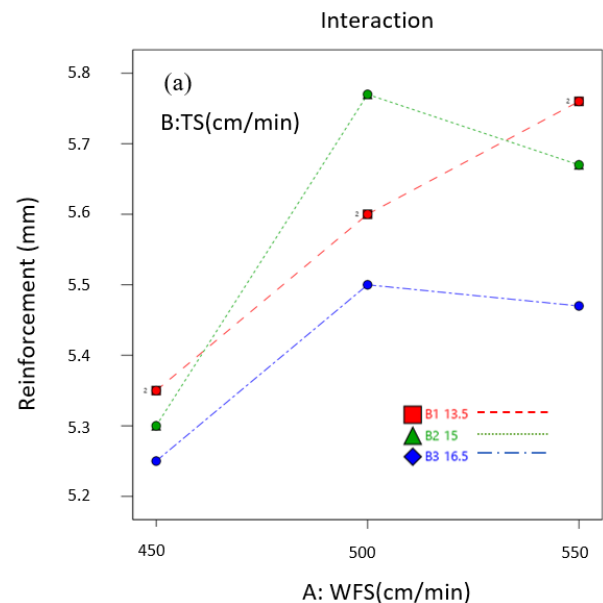 Interaction
(a)
B:TS(cm/min)
Reinforcement (mm)
5.8
5.7
5.6
5.5
5.4
5.3
5.2
2
2
2
B1 13.5
B2 15
B3 16.5
450
500
550
A: WFS(cm/min)